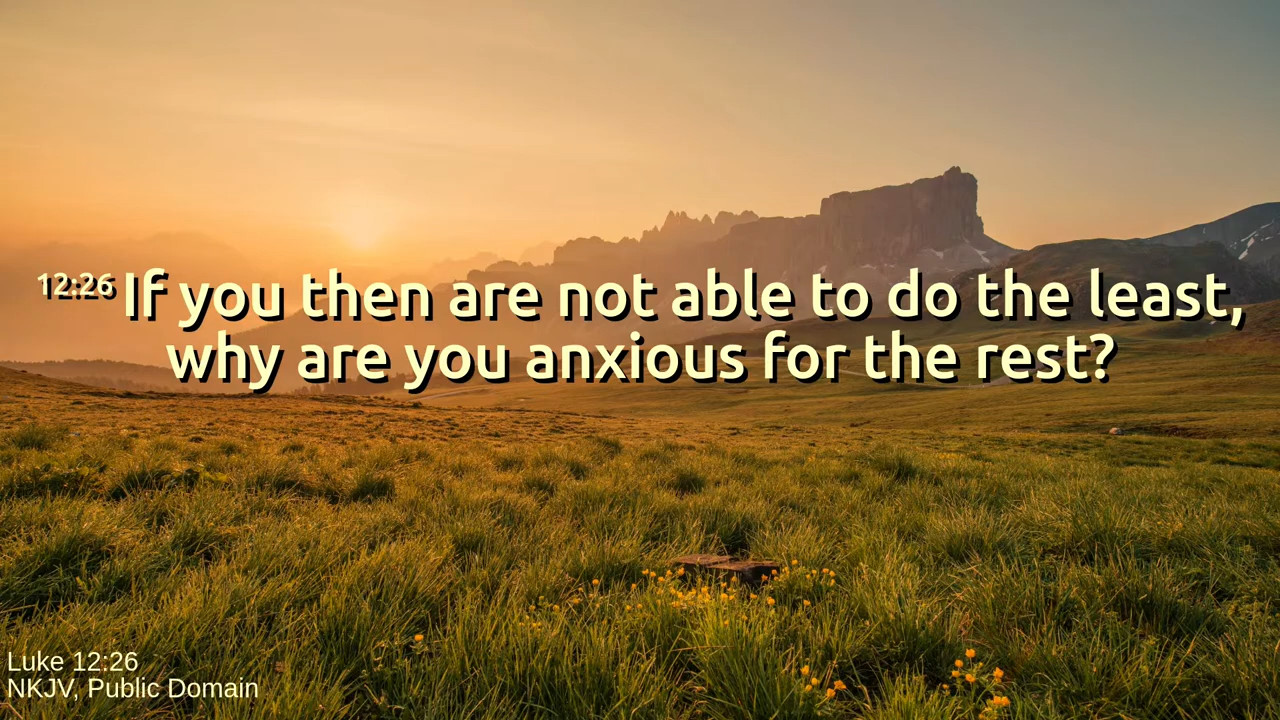 12:26 If you then are not able to do the least,
why are you anxious for the rest?
Luke 12:26
NKJV, Public Domain